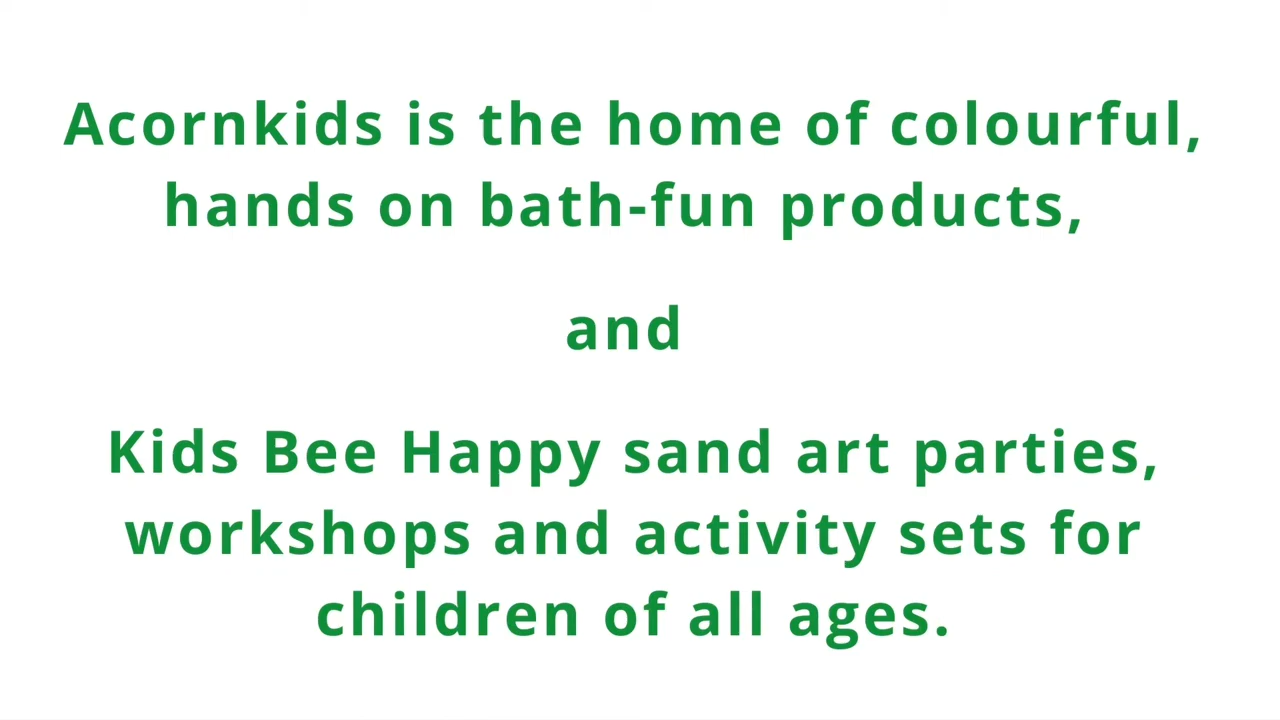 Acornkids is the home of colourful,
hands on bath-fun products,
and
Kids Bee Happy sand art parties,
workshops and activity sets for
children of all ages.